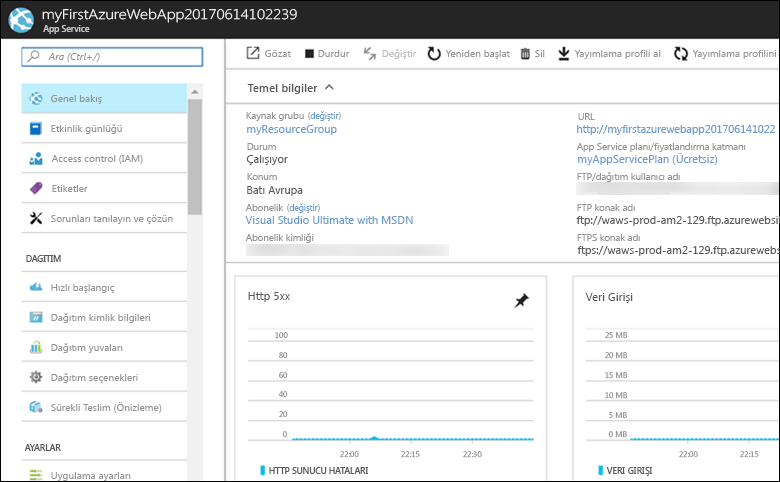 myFirstAzureWebApp20170614102239
App Service
Ara (Ctrl+/)
Gözat
Durdur
Değiştir
Yeniden başlat
Sil
Yayımlama profili al
Yayımlama profilini
Genel bakış
Etkinlik günlüğü
Access control (IAM)
Etiketler
Sorunları tanılayın ve çözün
DAGITIM
Hızlı başlangıç
Dağıtım kimlik bilgileri
Dağıtım yuvaları
Dağıtım seçenekleri
Sürekli Teslim (Önizleme)
AYARLAR
Uygulama ayarları
Temel bilgiler
Kaynak grubu (değiştir)
myResourceGroup
Durum
Çalışıyor
Konum
Batı Avrupa
Abonelik (değiştir)
Visual Studio Ultimate with MSDN
Abonelik kimliği
URL
http://myfirstazurewebapp201706141022
App Service planı/fiyatlandırma katmanı
myAppServicePlan (Ücretsiz)
FTP/dağıtım kullanıcı adı
FTP konak adı
ftp://waws-prod-am2-129.ftp.azurewebsi
FTPS konak adı
ftps://waws-prod-am2-129.ftp.azurewebs
Http 5xx
100
80
60
40
20
0
22:00
22:15
22:30
HTTP SUNUCU HATALARI
Veri Girişi
25 MB
20 MB
15 MB
10 MB
5 MB
0 MB
22:00
22:15
VERİ GİRİŞİ